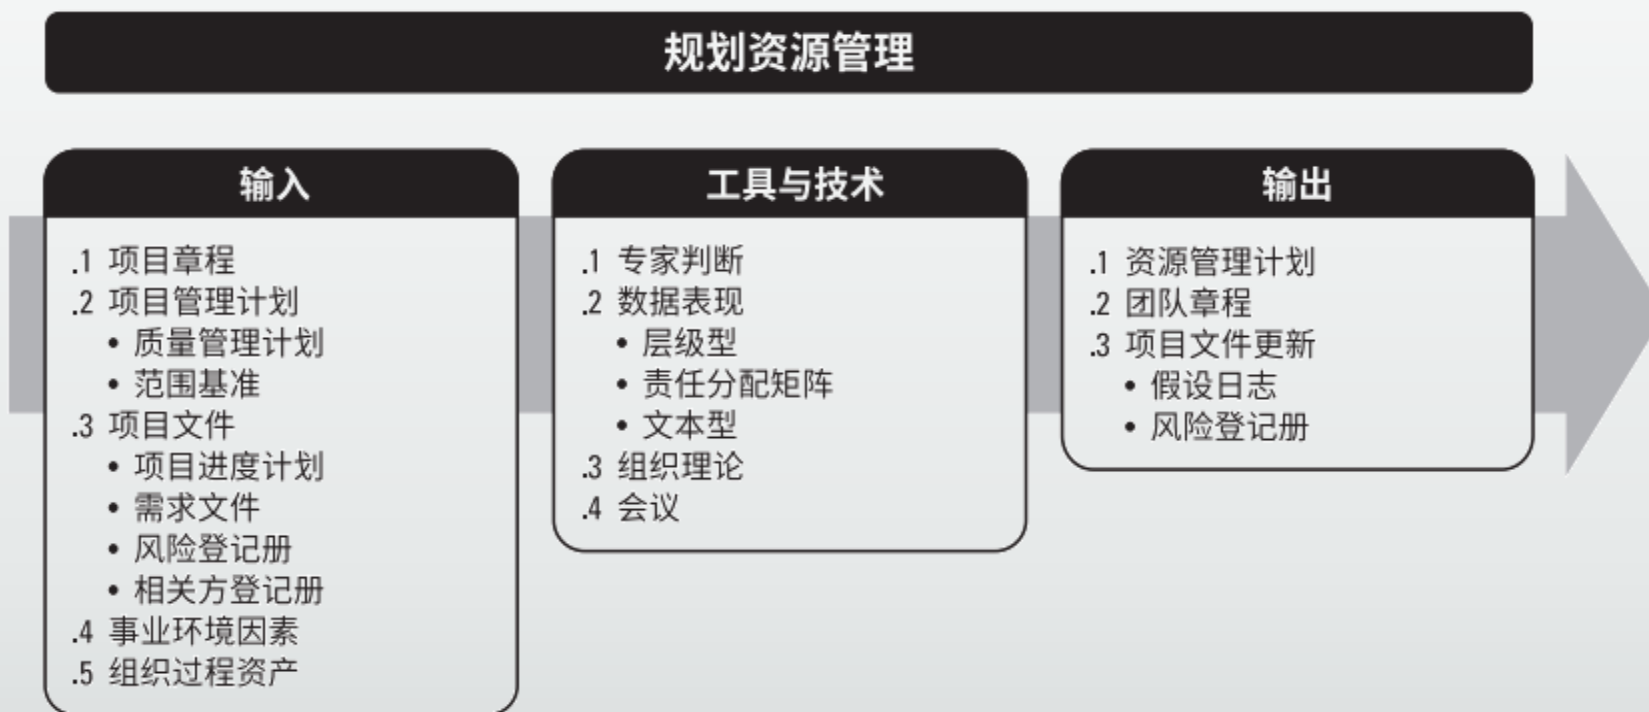 规划资源管理
输入
.1 项目章程
.2 项目管理计划
• 质量管理计划
• 范围基准
.3 项目文件
• 项目进度计划
• 需求文件
• 风险登记册
• 相关方登记册
.4 事业环境因素
.5 组织过程资产
工具与技术
.1 专家判断
.2 数据表现
• 层级型
• 责任分配矩阵
• 文本型
.3 组织理论
.4 会议
输出
.1 资源管理计划
.2 团队章程
.3 项目文件更新
• 假设日志
• 风险登记册